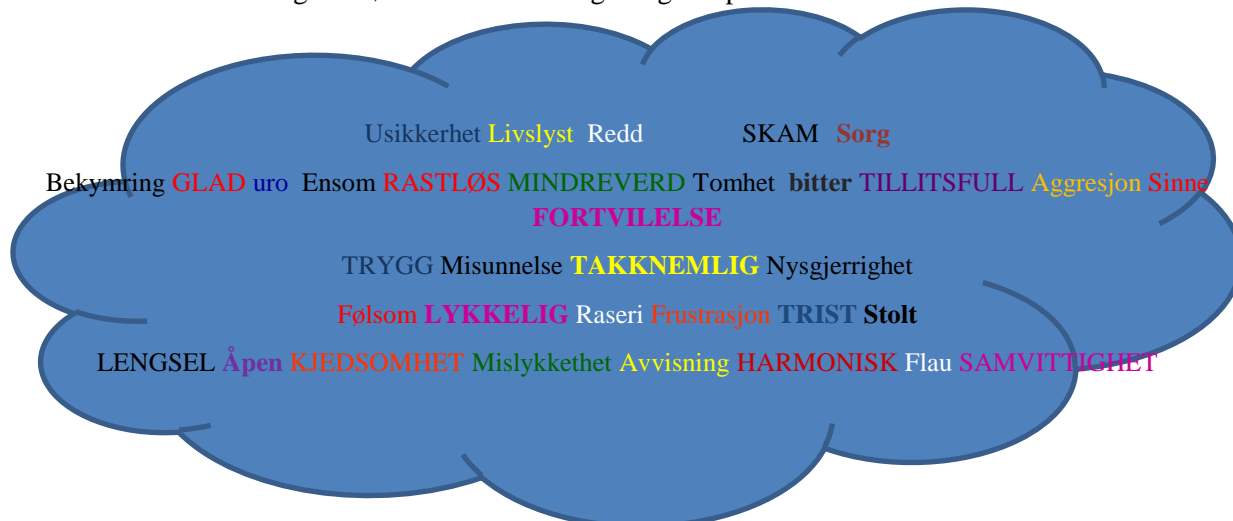 Usikkerhet Livslyst Redd SKAM Sorg
Bekymring GLAD uro Ensom RASTLØS MINDREVERD Tomhet bitter TILLITSFULL Aggresjon Sinne
FORTVILELSE
TRYGG Misunnelse TAKKNEMLIG Nysgjerrighet
Følsom LYKKELIG Raseri Frustrasjon TRIST Stolt
LENGSEL Åpen KJEDSOMHET Mislykkethet Avvisning HARMONISK Flau SAMVITTIGHET